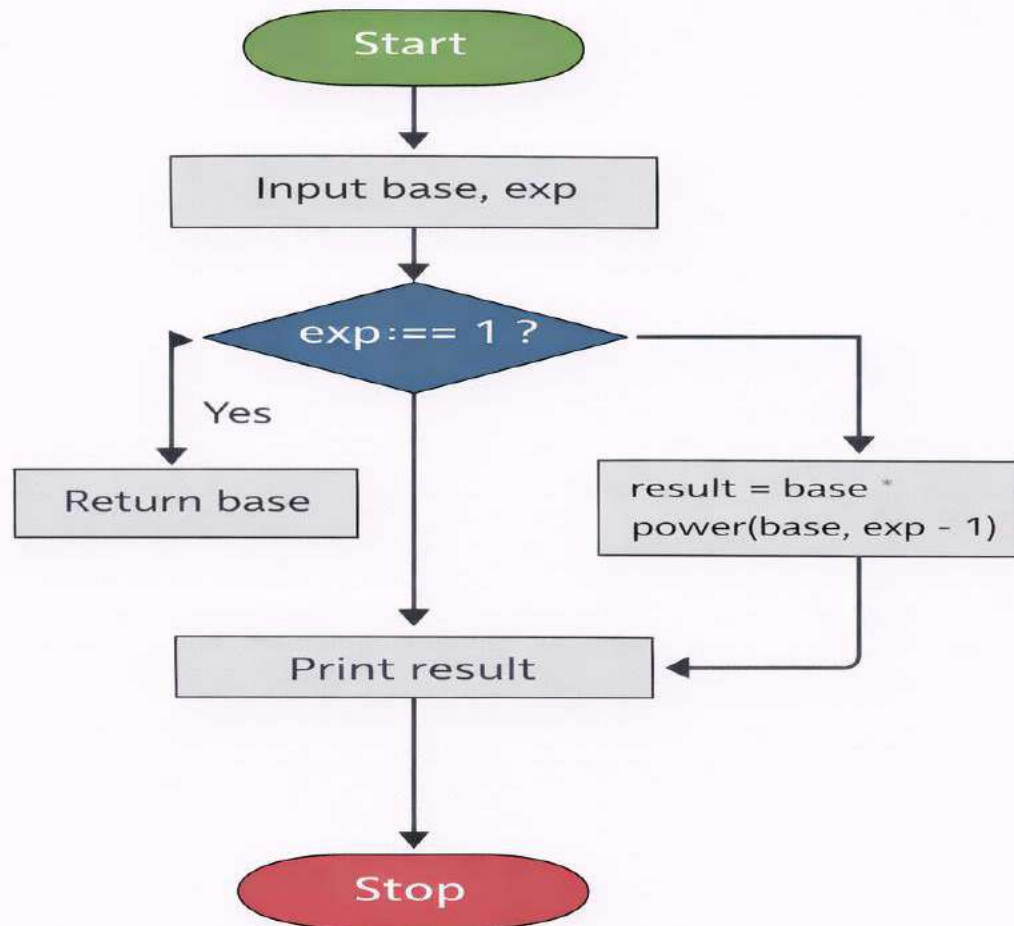 Start
Input base, exp
exp:== 1 ?
Yes
Return base
result = base *
power(base, exp - 1)
Print result
Stop